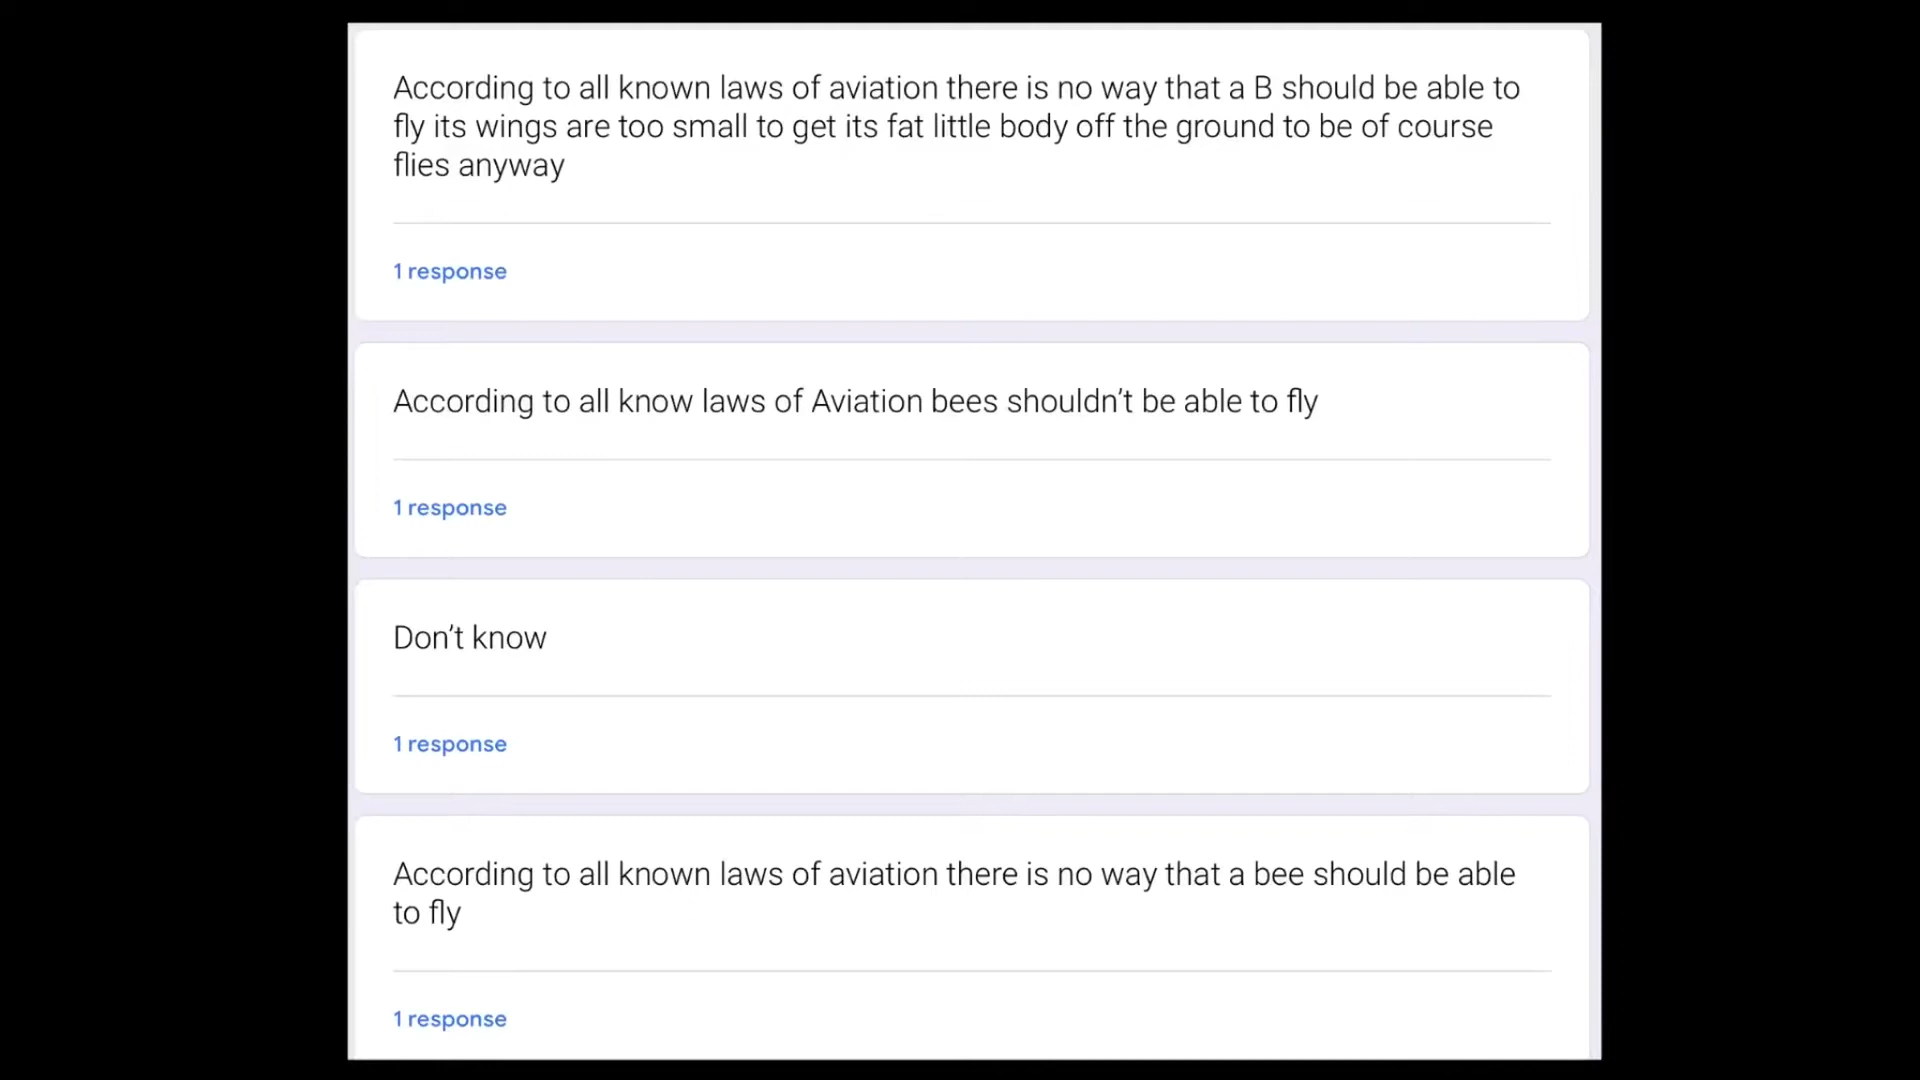 According to all known laws of aviation there is no way that a B should be able to
fly its wings are too small to get its fat little body off the ground to be of course
flies anyway
1 response
According to all know laws of Aviation bees shouldn’t be able to fly
1 response
Don’t know
1 response
According to all known laws of aviation there is no way that a bee should be able
to fly
1 response